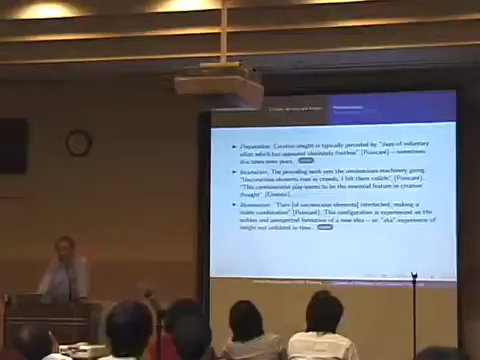 ▶ Preparation. Creative insight is typically preceded by "days of voluntary
effort which has appeared absolutely fruitless" (Poincaré) – sometimes
this takes even years.
▶ Incubation. The preceding work sets the unconscious machinery going.
"Unconscious elements rose in crowds; I felt them collide" (Poincaré).
"This combinatorial play seems to be the essential feature in creative
thought" (Einstein).
▶ Illumination. "Pairs [of unconscious elements] interlocked, making a
stable combination" (Poincaré). This configuration is experienced as the
sudden and unexpected formation of a new idea – an "aha"-experience of
insight not unfolded in time.